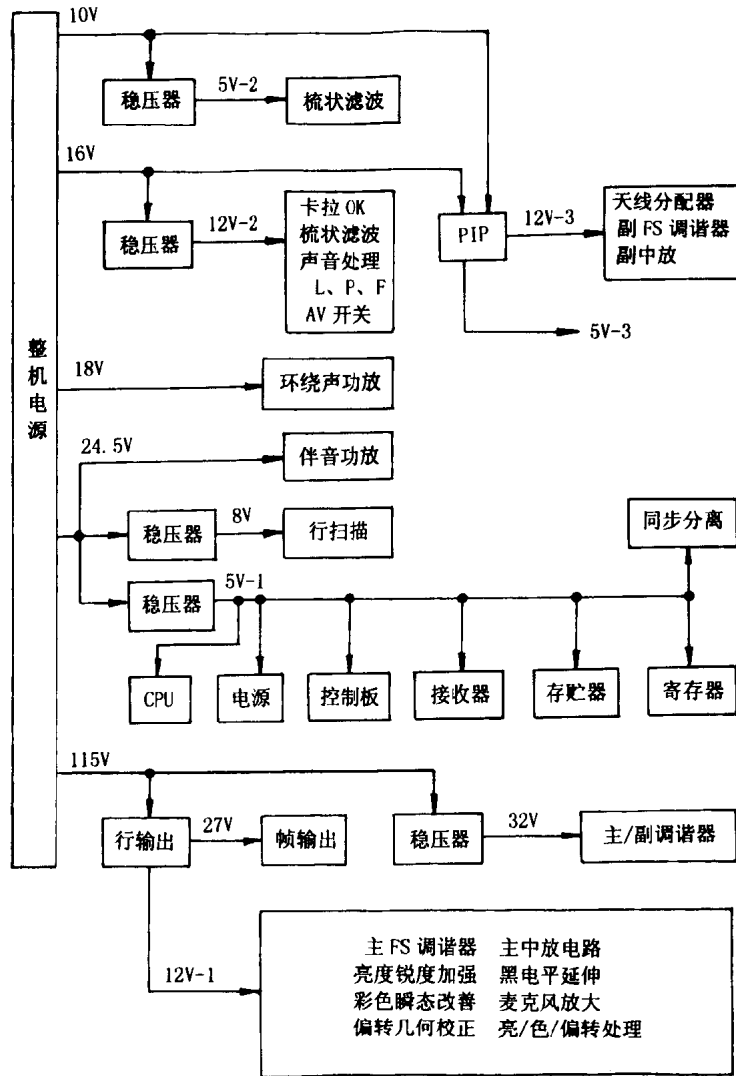 10V
稳压器
5V-2
梳状滤波
16V
稳压器
12V-2
卡拉 OK
梳状滤波
声音处理
L、P、F
AV 开关
PIP
12V-3
天线分配器
副 FS 调谐器
副中放
5V-3
整机电源
18V
环绕声功放
24.5V
伴音功放
稳压器
8V
行扫描
同步分离
稳压器
5V-1
CPU
电源
控制板
接收器
存贮器
寄存器
115V
行输出
27V
帧输出
稳压器
32V
主/副调谐器
12V-1
主 FS 调谐器 主中放电路
亮度锐度加强 黑电平延伸
彩色瞬态改善 麦克风放大
偏转几何校正 亮/色/偏转处理